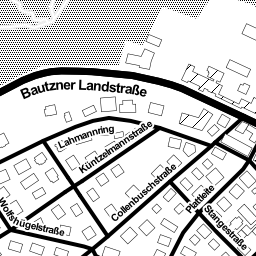 Bautzner Landstraße
Lahmannring
Küntzelmannstraße
Collenbuschstraße
Plattleite
Stangestraße
Wolfshügelstraße